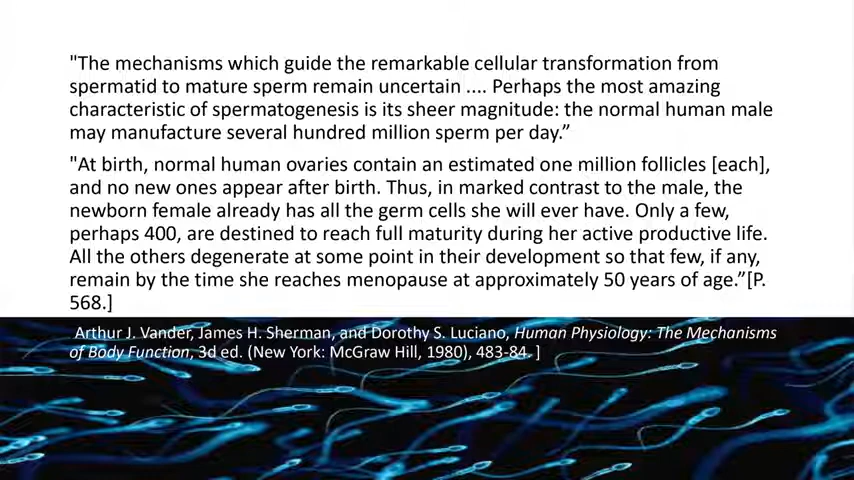 "The mechanisms which guide the remarkable cellular transformation from
spermatid to mature sperm remain uncertain .... Perhaps the most amazing
characteristic of spermatogenesis is its sheer magnitude: the normal human male
may manufacture several hundred million sperm per day.”
"At birth, normal human ovaries contain an estimated one million follicles [each],
and no new ones appear after birth. Thus, in marked contrast to the male, the
newborn female already has all the germ cells she will ever have. Only a few,
perhaps 400, are destined to reach full maturity during her active productive life.
All the others degenerate at some point in their development so that few, if any,
remain by the time she reaches menopause at approximately 50 years of age.”[P.
568.]
Arthur J. Vander, James H. Sherman, and Dorothy S. Luciano, Human Physiology: The Mechanisms
of Body Function, 3d ed. (New York: McGraw Hill, 1980), 483-84. ]